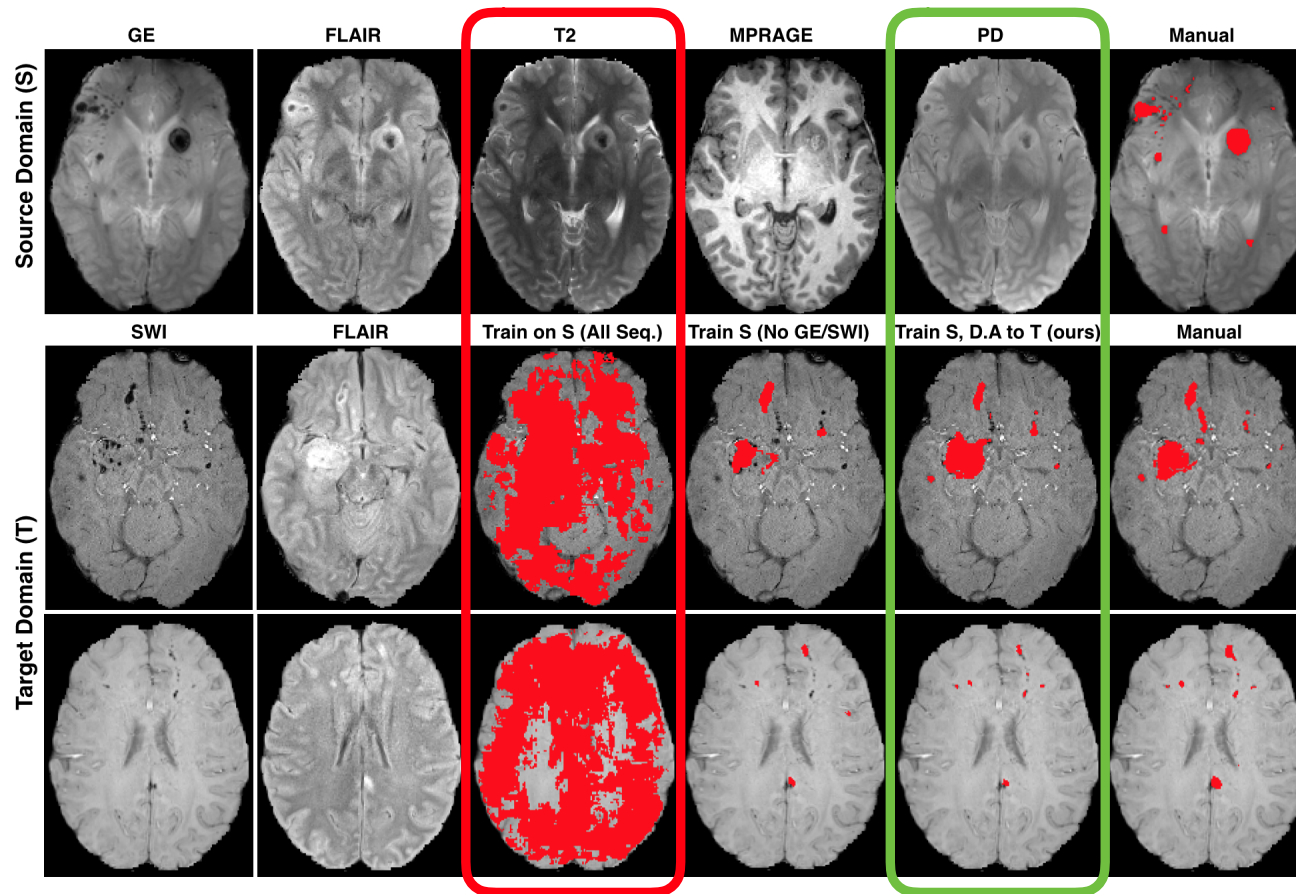 GE FLAIR T2 MPRAGE PD Manual
Source Domain (S)
SWI FLAIR Train on S (All Seq.) Train S (No GE/SWI) Train S, D.A to T (ours) Manual
Target Domain (T)